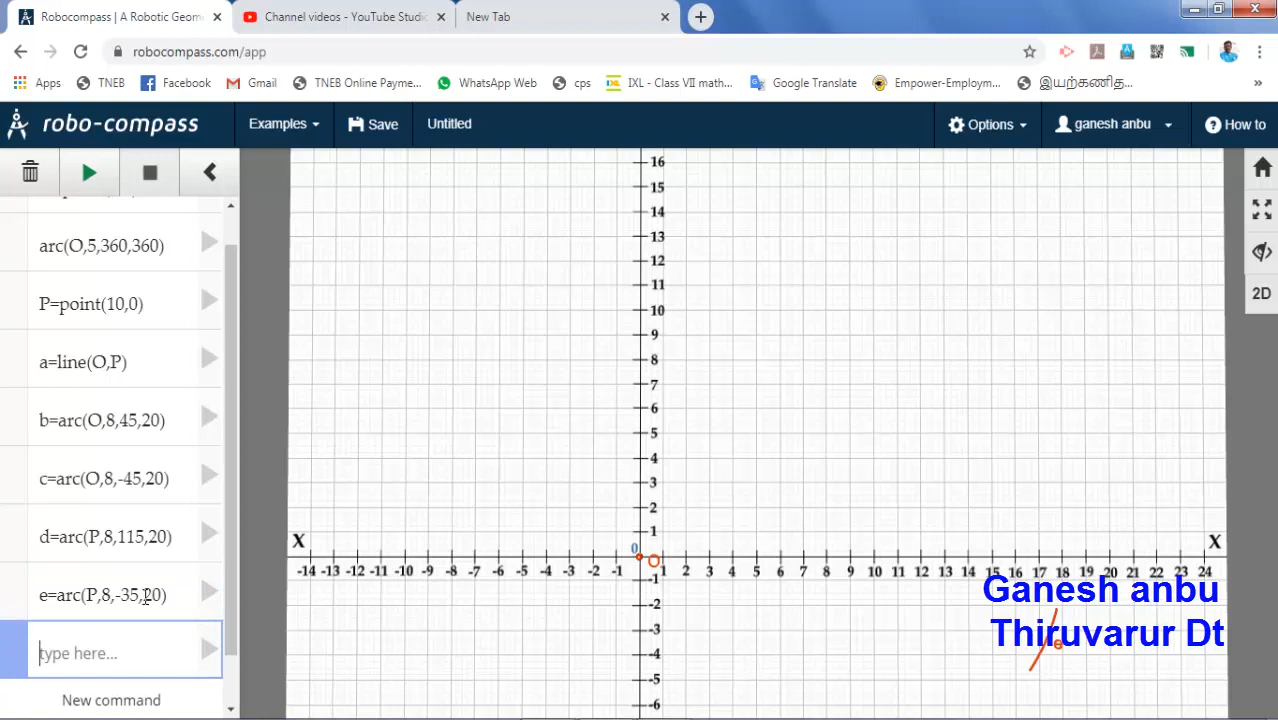 Robocompass | A Robotic Geom
Channel videos - YouTube Studio
New Tab
robocompass.com/app
Apps
TNEB
Facebook
Gmail
TNEB Online Payme...
WhatsApp Web
cps
IXL - Class VII math...
Google Translate
Empower-Employm...
இயற்கணித...
»
robo-compass
Examples
Save
Untitled
Options
ganesh anbu
How to
arc(O,5,360,360)
P=point(10,0)
a=line(O,P)
b=arc(O,8,45,20)
c=arc(O,8,-45,20)
d=arc(P,8,115,20)
e=arc(P,8,-35,20)
type here...
New command
2D
16
15
14
13
12
11
10
9
8
7
6
5
4
3
2
1
X
0
O
X
-14 -13 -12 -11 -10 -9 -8 -7 -6 -5 -4 -3 -2 -1 1 2 3 4 5 6 7 8 9 10 11 12 13 14 15 16 17 18 19 20 21 22 23 24
-1
-2
-3
-4
-5
-6
Ganesh anbu
Thiruvarur Dt
e